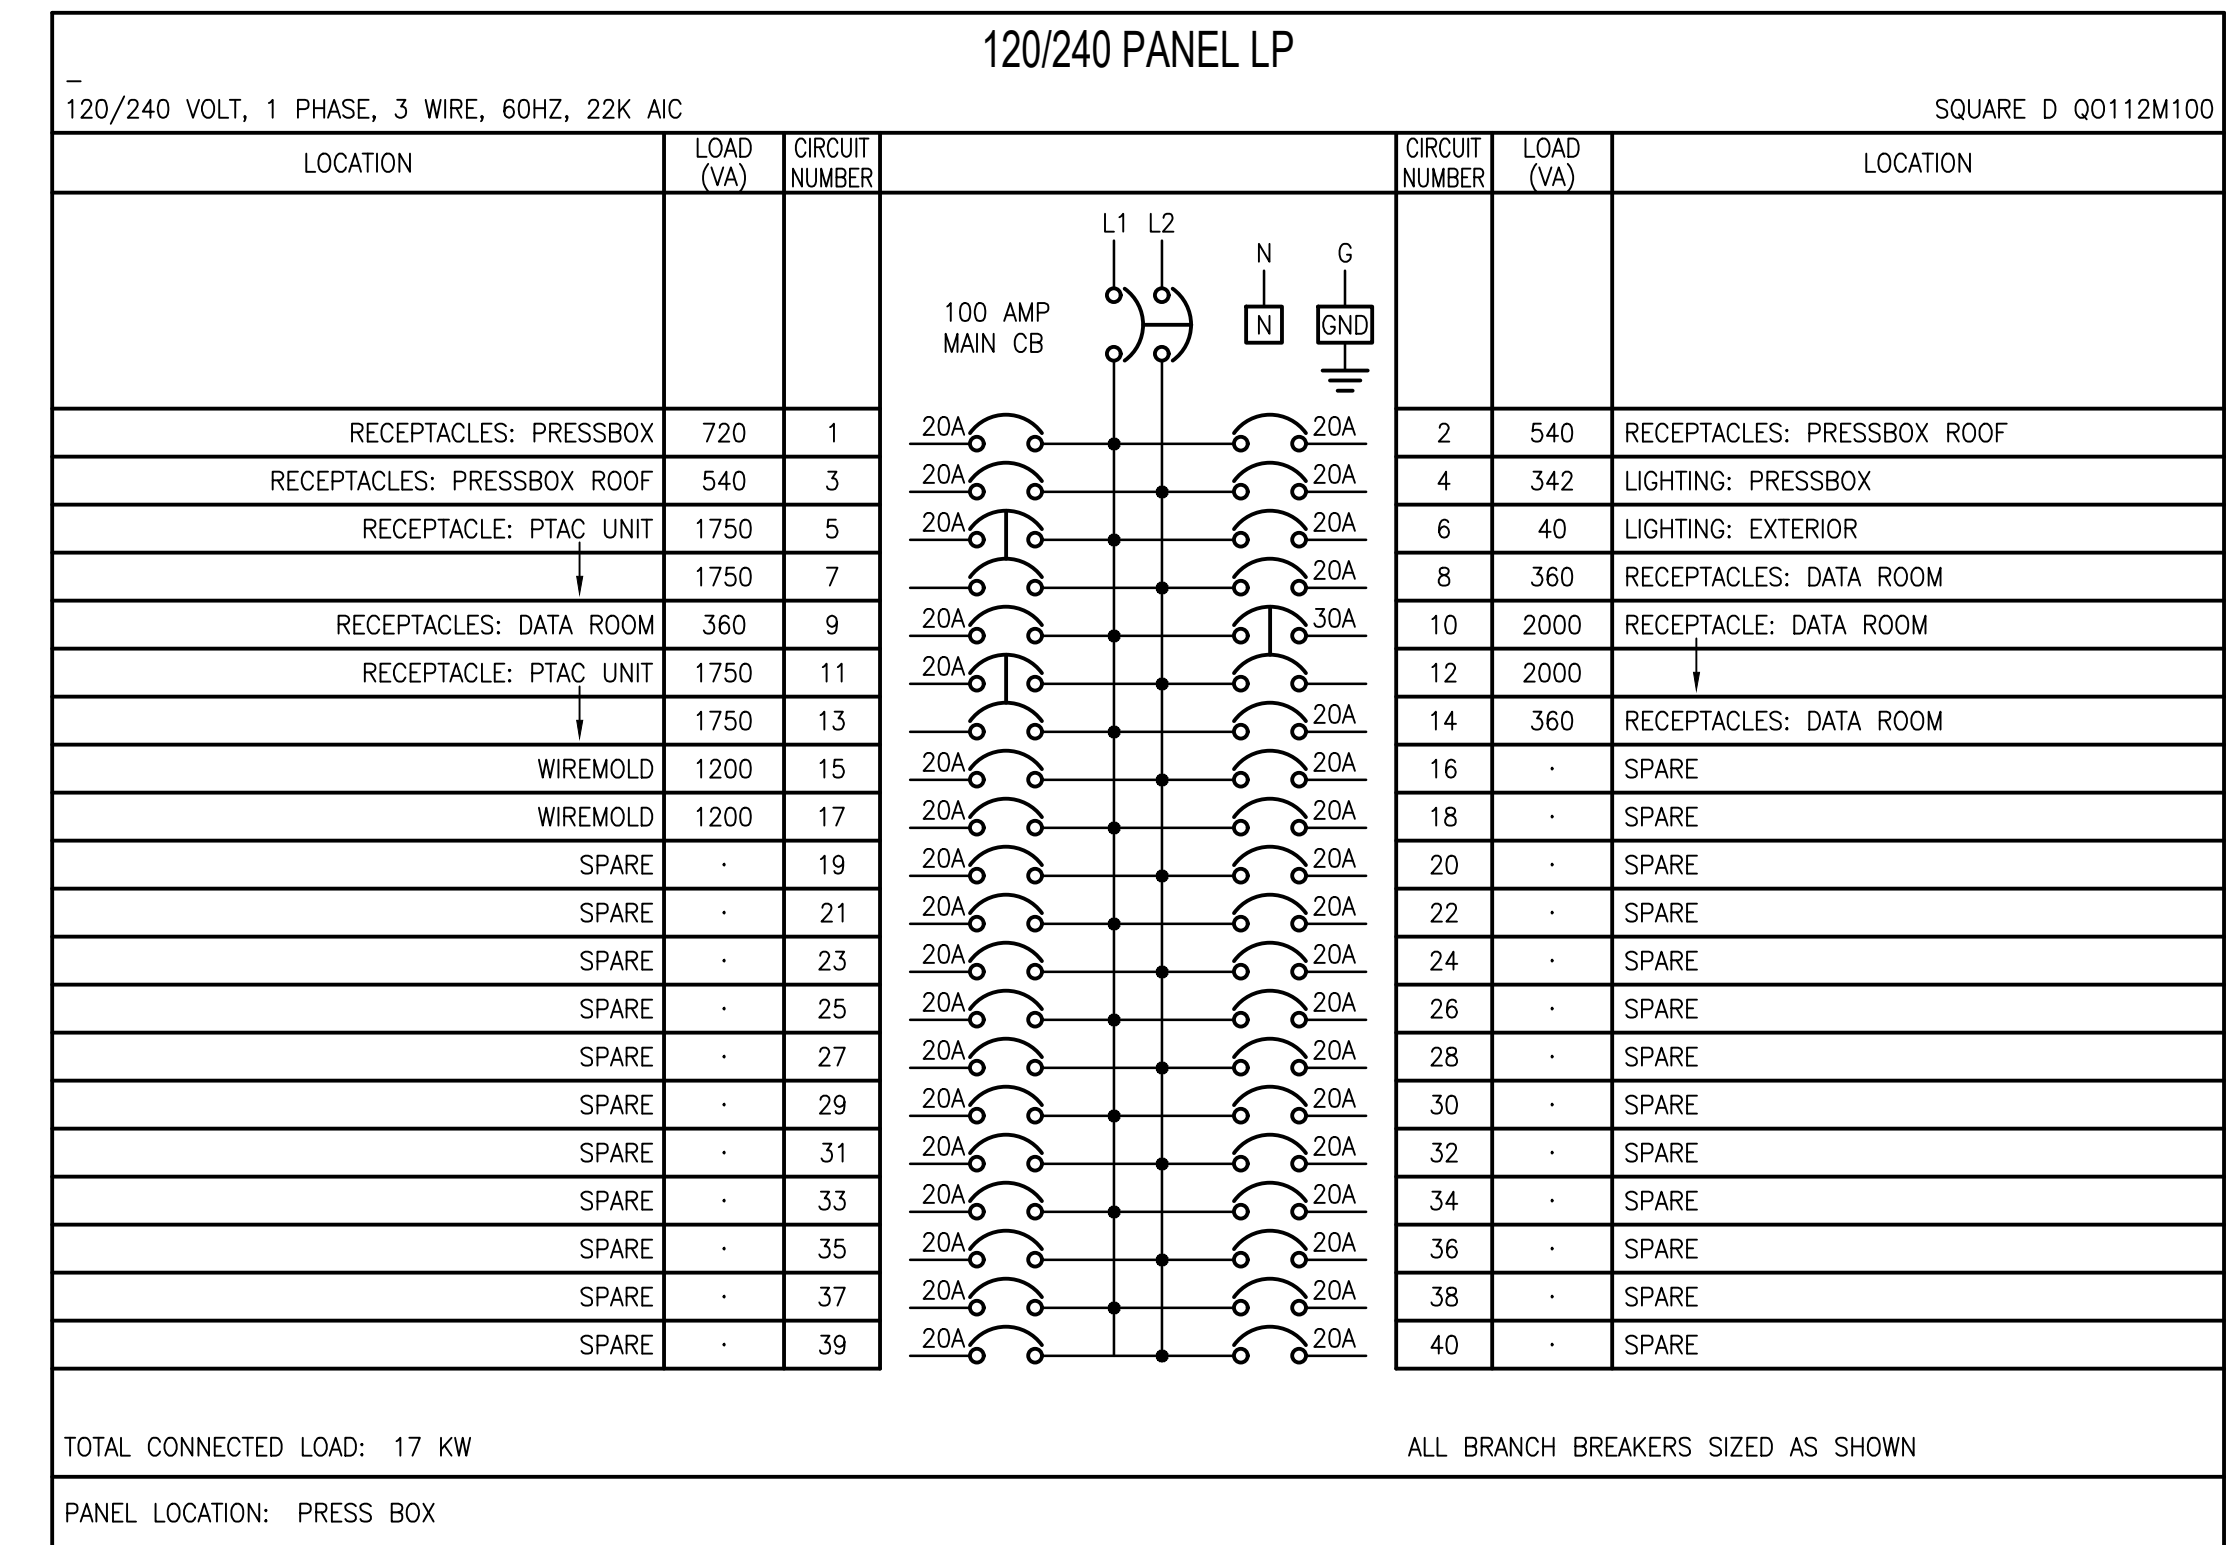 120/240 PANEL LP
120/240 VOLT, 1 PHASE, 3 WIRE, 60HZ, 22K AIC SQUARE D QO112M100
LOCATION LOAD (VA) CIRCUIT NUMBER CIRCUIT NUMBER LOAD (VA) LOCATION
L1 L2
N G
100 AMP
MAIN CB
N GND
RECEPTACLES: PRESSBOX 720 1 20A 20A 2 540 RECEPTACLES: PRESSBOX ROOF
RECEPTACLES: PRESSBOX ROOF 540 3 20A 20A 4 342 LIGHTING: PRESSBOX
RECEPTACLE: PTAC UNIT 1750 5 20A 20A 6 40 LIGHTING: EXTERIOR
1750 7 20A 8 360 RECEPTACLES: DATA ROOM
RECEPTACLES: DATA ROOM 360 9 20A 30A 10 2000 RECEPTACLE: DATA ROOM
RECEPTACLE: PTAC UNIT 1750 11 20A 12 2000
1750 13 20A 14 360 RECEPTACLES: DATA ROOM
WIREMOLD 1200 15 20A 20A 16 · SPARE
WIREMOLD 1200 17 20A 20A 18 · SPARE
SPARE · 19 20A 20A 20 · SPARE
SPARE · 21 20A 20A 22 · SPARE
SPARE · 23 20A 20A 24 · SPARE
SPARE · 25 20A 20A 26 · SPARE
SPARE · 27 20A 20A 28 · SPARE
SPARE · 29 20A 20A 30 · SPARE
SPARE · 31 20A 20A 32 · SPARE
SPARE · 33 20A 20A 34 · SPARE
SPARE · 35 20A 20A 36 · SPARE
SPARE · 37 20A 20A 38 · SPARE
SPARE · 39 20A 20A 40 · SPARE
TOTAL CONNECTED LOAD: 17 KW ALL BRANCH BREAKERS SIZED AS SHOWN
PANEL LOCATION: PRESS BOX